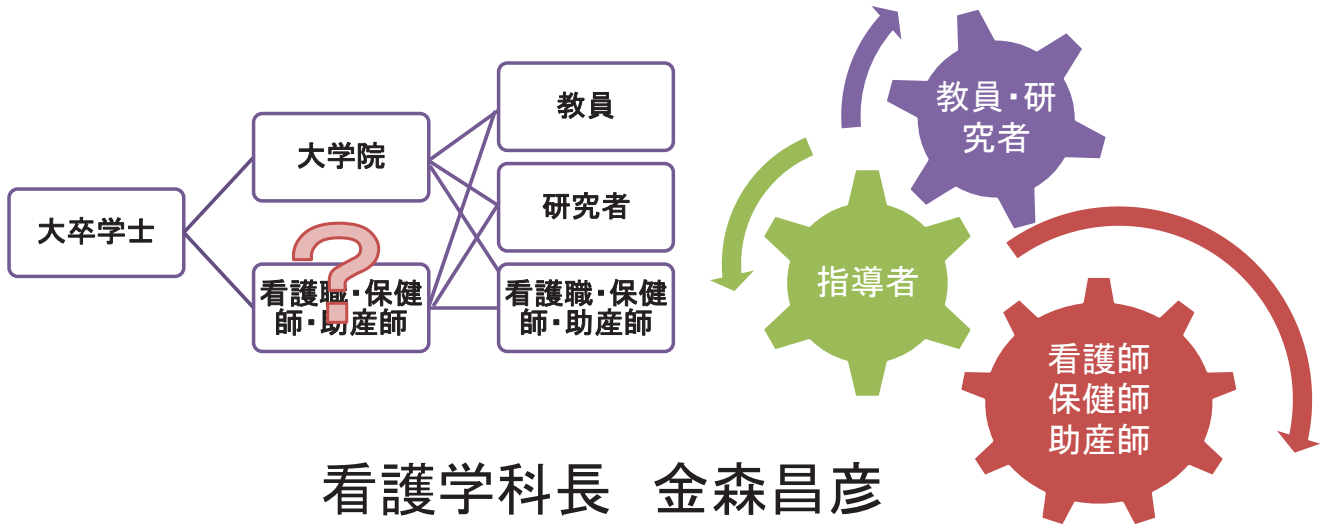 大卒学士
大学院
?
看護職・保健
師・助産師
教員
研究者
看護職・保健
師・助産師
教員・研
究者
指導者
看護師
保健師
助産師
看護学科長　金森昌彦